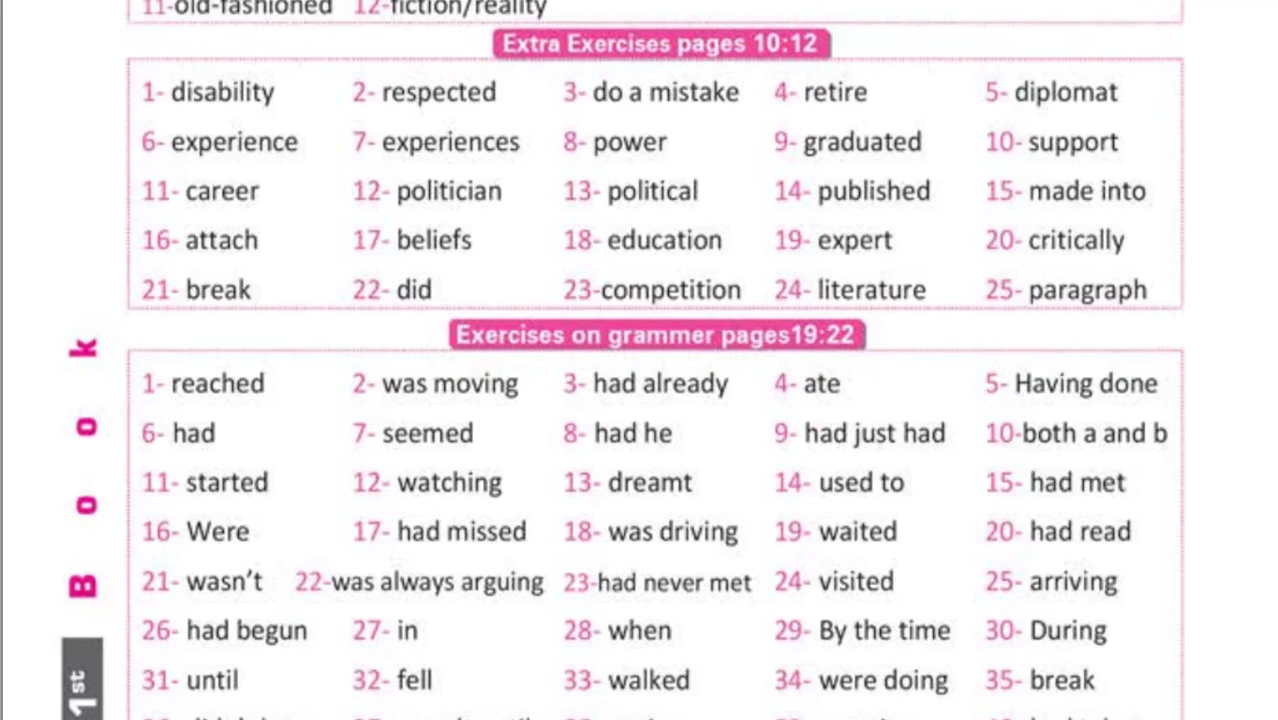 11-old-fashioned 12-fiction/reality
Extra Exercises pages 10:12
1- disability 2- respected 3- do a mistake 4- retire 5- diplomat
6- experience 7- experiences 8- power 9- graduated 10- support
11- career 12- politician 13- political 14- published 15- made into
16- attach 17- beliefs 18- education 19- expert 20- critically
21- break 22- did 23-competition 24- literature 25- paragraph
Exercises on grammer pages19:22
1- reached 2- was moving 3- had already 4- ate 5- Having done
6- had 7- seemed 8- had he 9- had just had 10-both a and b
11- started 12- watching 13- dreamt 14- used to 15- had met
16- Were 17- had missed 18- was driving 19- waited 20- had read
21- wasn't 22-was always arguing 23-had never met 24- visited 25- arriving
26- had begun 27- in 28- when 29- By the time 30- During
31- until 32- fell 33- walked 34- were doing 35- break
1st Book